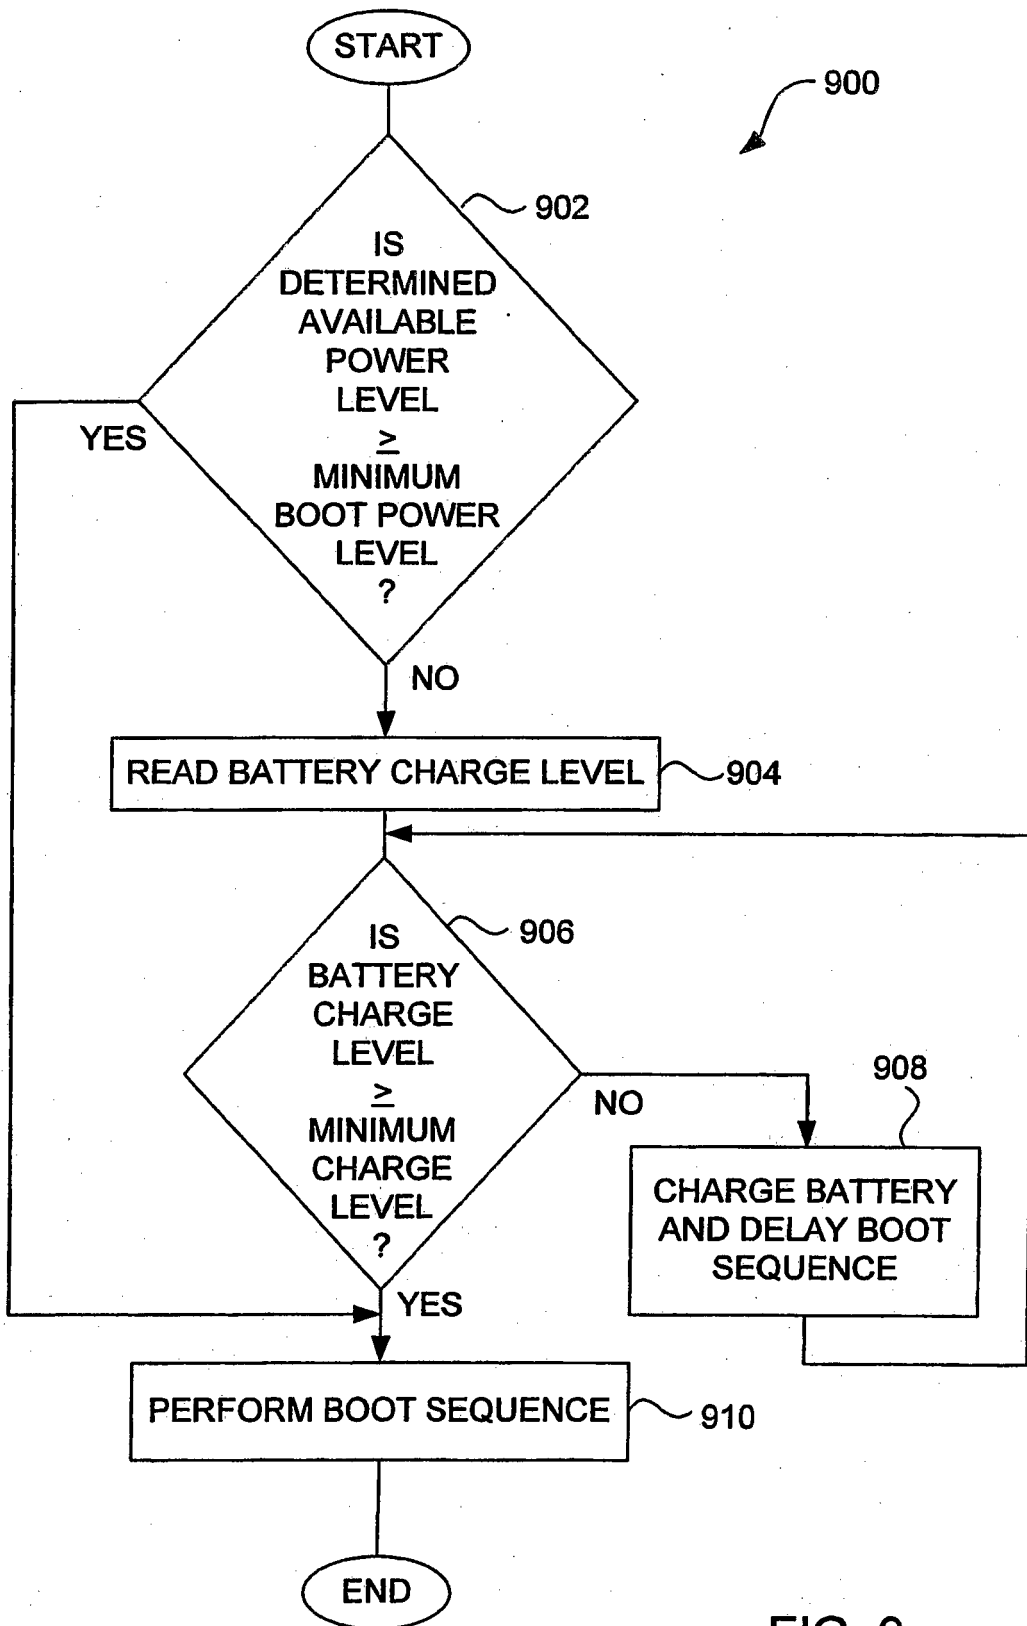 START
900
902
IS
DETERMINED
AVAILABLE
POWER
LEVEL
≥
MINIMUM
BOOT POWER
LEVEL
?
YES
NO
READ BATTERY CHARGE LEVEL
904
906
IS
BATTERY
CHARGE
LEVEL
≥
MINIMUM
CHARGE
LEVEL
?
NO
908
CHARGE BATTERY
AND DELAY BOOT
SEQUENCE
YES
PERFORM BOOT SEQUENCE
910
END
FIG. 9